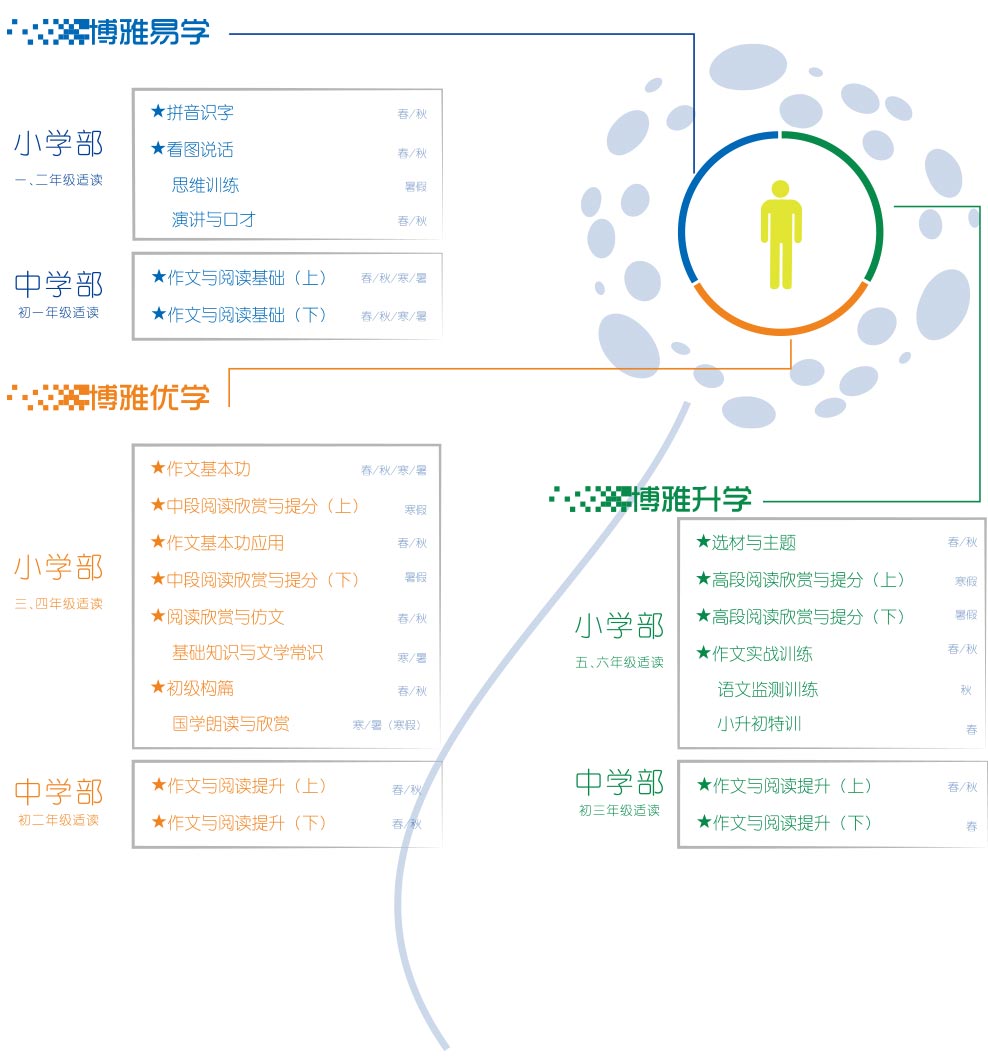 博雅易学
小学部
一、二年级适读
★拼音识字 春/秋
★看图说话 春/秋
思维训练 暑假
演讲与口才 春/秋
中学部
初一年级适读
★作文与阅读基础（上） 春/秋/寒/暑
★作文与阅读基础（下） 春/秋/寒/暑
博雅优学
小学部
三、四年级适读
★作文基本功 春/秋/寒/暑
★中段阅读欣赏与提分（上） 寒假
★作文基本功应用 春/秋
★中段阅读欣赏与提分（下） 暑假
★阅读欣赏与仿文 春/秋
基础知识与文学常识 寒/暑
★初级构篇 春/秋
国学朗读与欣赏 寒/暑（寒假）
中学部
初二年级适读
★作文与阅读提升（上） 春/秋
★作文与阅读提升（下） 春/秋
博雅升学
小学部
五、六年级适读
★选材与主题 春/秋
★高段阅读欣赏与提分（上） 寒假
★高段阅读欣赏与提分（下） 暑假
★作文实战训练 春/秋
语文监测训练 秋
小升初特训 春
中学部
初三年级适读
★作文与阅读提升（上） 春/秋
★作文与阅读提升（下） 春